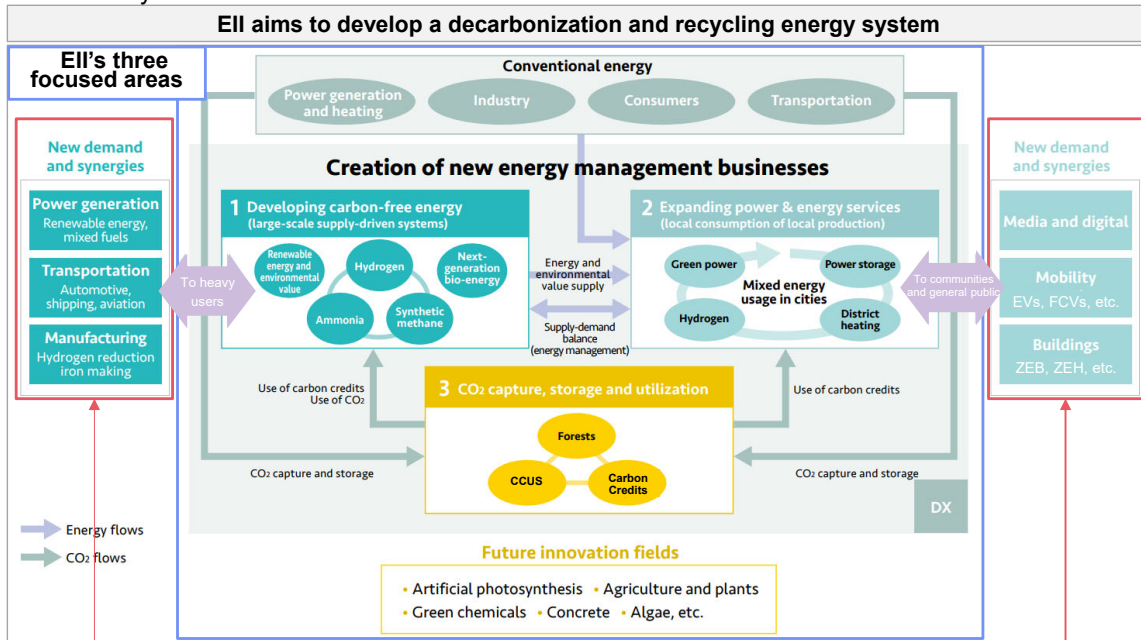 EII aims to develop a decarbonization and recycling energy system
EII's three
focused areas
Conventional energy
Power generation
and heating
Industry
Consumers
Transportation
New demand
and synergies
Power generation
Renewable energy,
mixed fuels
Transportation
Automotive,
shipping, aviation
Manufacturing
Hydrogen reduction
iron making
To heavy
users
Creation of new energy management businesses
1 Developing carbon-free energy
(large-scale supply-driven systems)
Renewable
energy and
environmental
value
Hydrogen
Next-
generation
bio-energy
Ammonia
Synthetic
methane
Energy and
environmental
value supply
Supply-demand
balance
(energy management)
2 Expanding power & energy services
(local consumption of local production)
Green power
Power storage
Mixed energy
usage in cities
Hydrogen
District
heating
To communities
and general public
New demand
and synergies
Media and digital
Mobility
EVs, FCVs, etc.
Buildings
ZEB, ZEH, etc.
Use of carbon credits
Use of CO2
3 CO2 capture, storage and utilization
Forests
CCUS
Carbon
Credits
Use of carbon credits
CO2 capture and storage
CO2 capture and storage
DX
Energy flows
CO2 flows
Future innovation fields
• Artificial photosynthesis • Agriculture and plants
• Green chemicals • Concrete • Algae, etc.